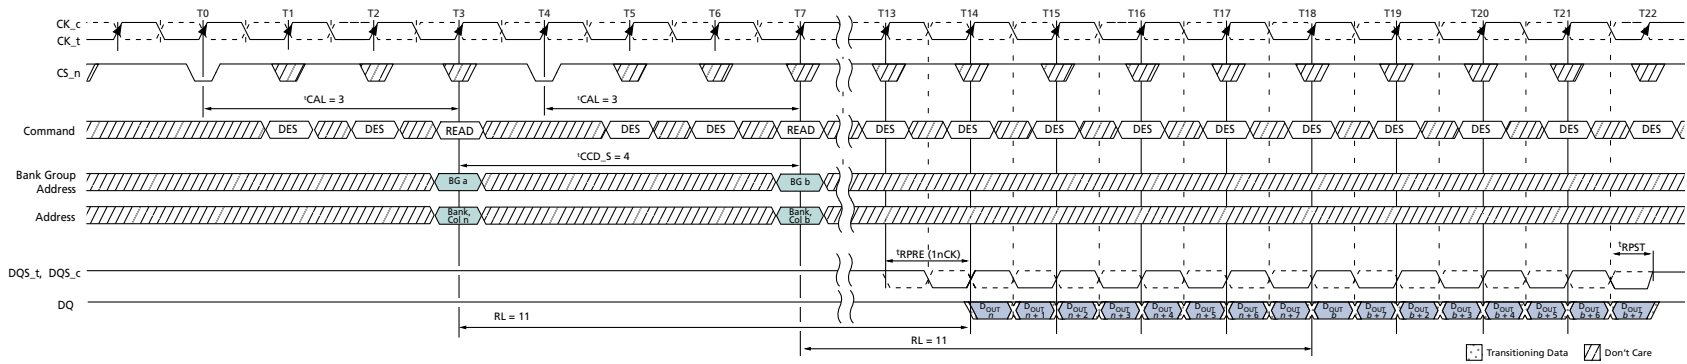 T0 T1 T2 T3 T4 T5 T6 T7 T13 T14 T15 T16 T17 T18 T19 T20 T21 T22
CK_c
CK_t
CS_n
tCAL = 3 tCAL = 3
Command DES DES READ DES DES READ DES DES DES DES DES DES DES DES DES DES
tCCD_S = 4
Bank Group
Address BG a BG b
Address Bank, Col n Bank, Col b
tRPRE (1nCK) tRPST
DQS_t, DQS_c
DQ DOUT n DOUT n + 1 DOUT n + 2 DOUT n + 3 DOUT n + 4 DOUT n + 5 DOUT n + 6 DOUT n + 7 DOUT b DOUT b + 7 DOUT b + 2 DOUT b + 3 DOUT b + 4 DOUT b + 5 DOUT b + 6 DOUT b + 7
RL = 11
RL = 11
Transitioning Data Don't Care